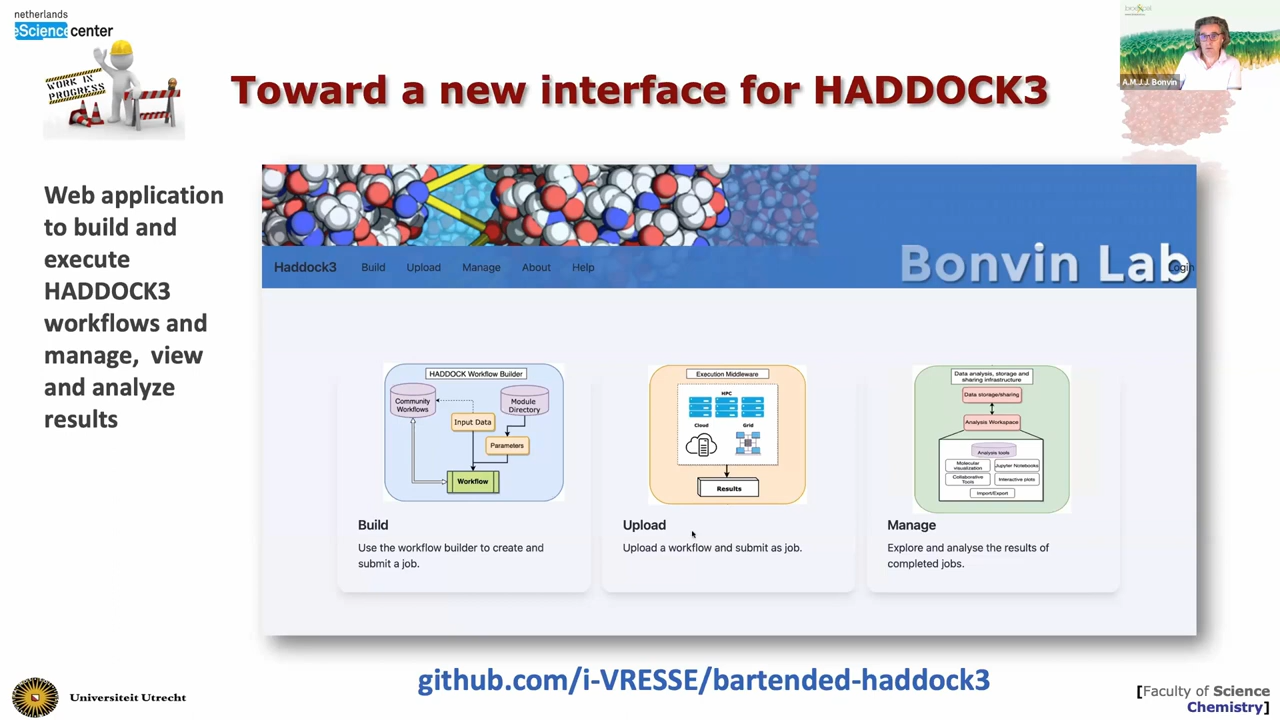 netherlands
eScience center
WORK IN
PROGRESS
Toward a new interface for HADDOCK3
A.M.J.J. Bonvin
Web application
to build and
execute
HADDOCK3
workflows and
manage, view
and analyze
results
Bonvin Lab
Haddock3 Build Upload Manage About Help Login
HADDOCK Workflow Builder
Community
Workflows
Module
Directory
Input Data
Parameters
Workflow
Build
Use the workflow builder to create and
submit a job.
Execution Middleware
HPC
Cloud Grid
Results
Upload
Upload a workflow and submit as job.
Data analysis, storage and
sharing infrastructure
Data storage/sharing
Analysis Workspace
Analysis tools
Molecular
visualization
Jupyter Notebooks
Collaborative
Tools
Interactive plots
Import/Export
Manage
Explore and analyse the results of
completed jobs.
github.com/i-VRESSE/bartended-haddock3
Universiteit Utrecht
[Faculty of Science
Chemistry]